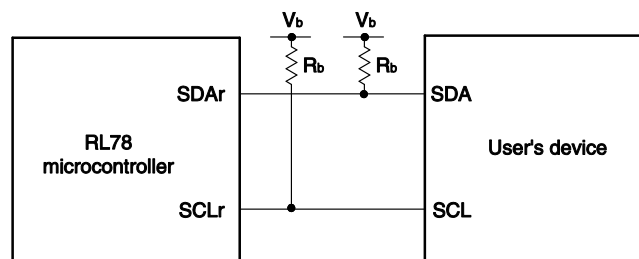 Vb
Vb
Rb
Rb
SDAr
SDA
RL78
microcontroller
User's device
SCLr
SCL